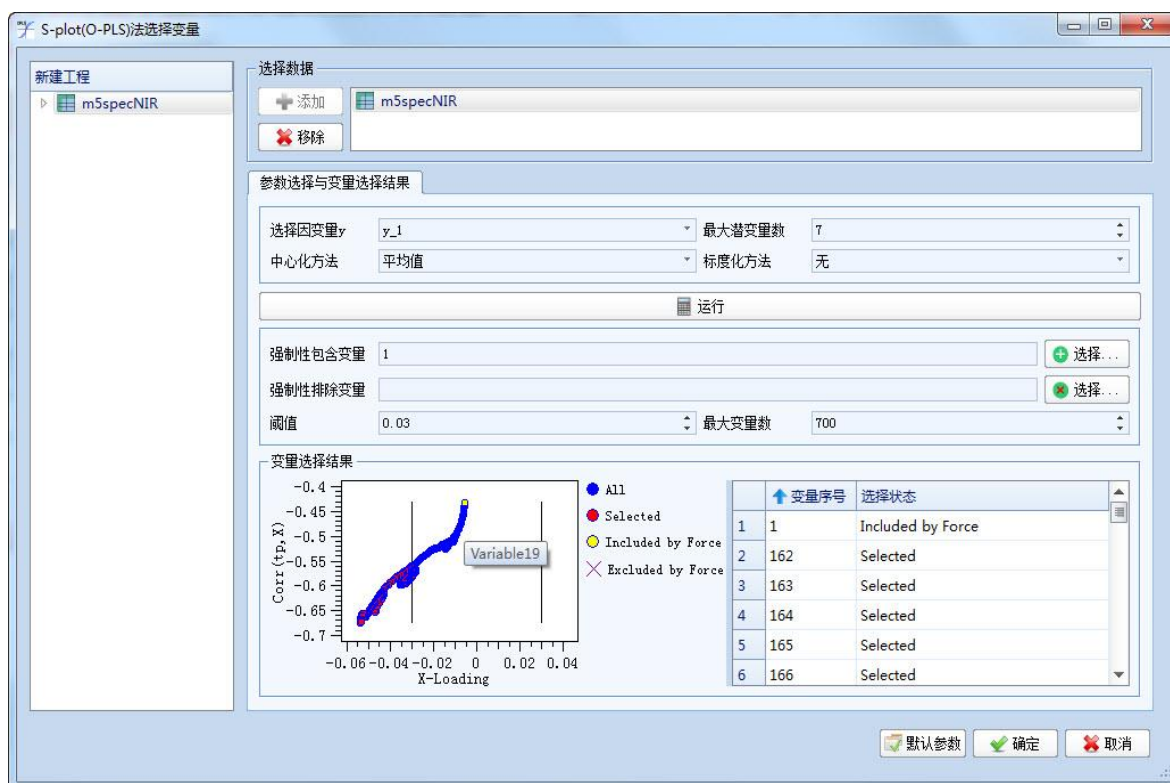 S-plot(O-PLS)法选择变量
新建工程
m5specNIR
选择数据
添加
m5specNIR
移除
参数选择与变量选择结果
选择因变量y y_1 最大潜变量数 7
中心化方法 平均值 标度化方法 无
运行
强制性包含变量 1 选择...
强制性排除变量 选择...
阈值 0.03 最大变量数 700
变量选择结果
-0.4
-0.45
-0.5
-0.55
-0.6
-0.65
-0.7
Corr(tp,X)
-0.06 -0.04 -0.02 0 0.02 0.04
X-Loading
Variable19
All
Selected
Included by Force
Excluded by Force
变量序号 选择状态
1 1 Included by Force
2 162 Selected
3 163 Selected
4 164 Selected
5 165 Selected
6 166 Selected
默认参数 确定 取消